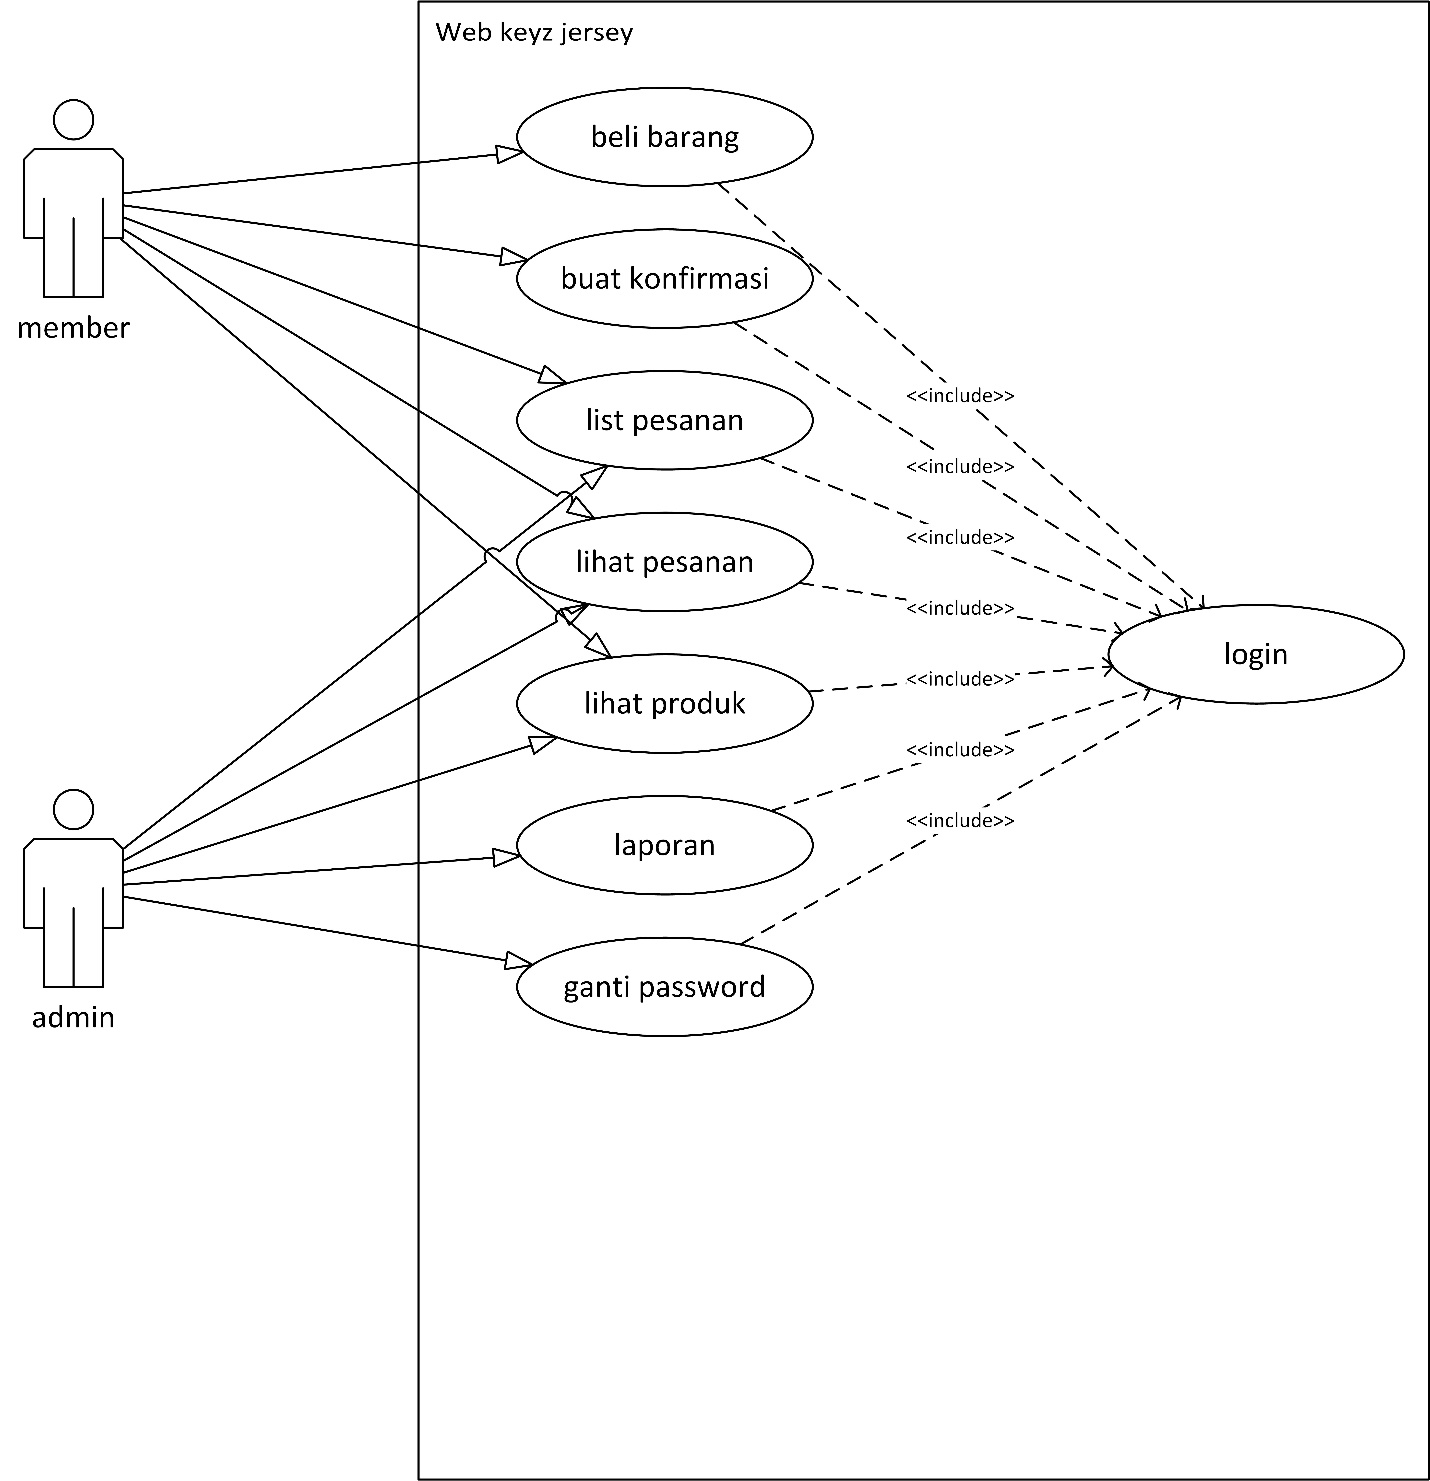 Web keyz jersey
beli barang
buat konfirmasi
member
<<include>>
list pesanan
<<include>>
<<include>>
lihat pesanan
<<include>>
login
<<include>>
lihat produk
<<include>>
<<include>>
laporan
ganti password
admin